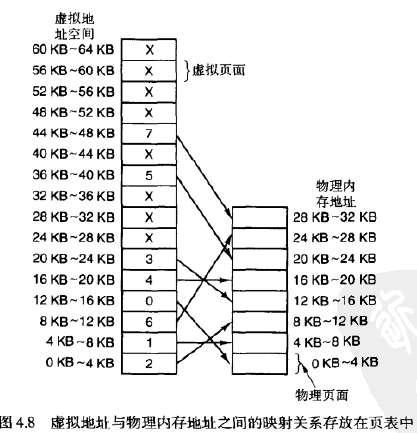 虚拟地
址空间
60 KB~64 KB X
56 KB~60 KB X 虚拟页面
52 KB~56 KB X
48 KB~52 KB X
44 KB~48 KB 7
40 KB~44 KB X
36 KB~40 KB 5
32 KB~36 KB X
28 KB~32 KB X
24 KB~28 KB X
20 KB~24 KB 3
16 KB~20 KB 4
12 KB~16 KB 0
8 KB~12 KB 6
4 KB~8 KB 1
0 KB~4 KB 2
物理内
存地址
28 KB~32 KB
24 KB~28 KB
20 KB~24 KB
16 KB~20 KB
12 KB~16 KB
8 KB~12 KB
4 KB~8 KB
0 KB~4 KB
物理页面
图4.8 虚拟地址与物理内存地址之间的映射关系存放在页表中